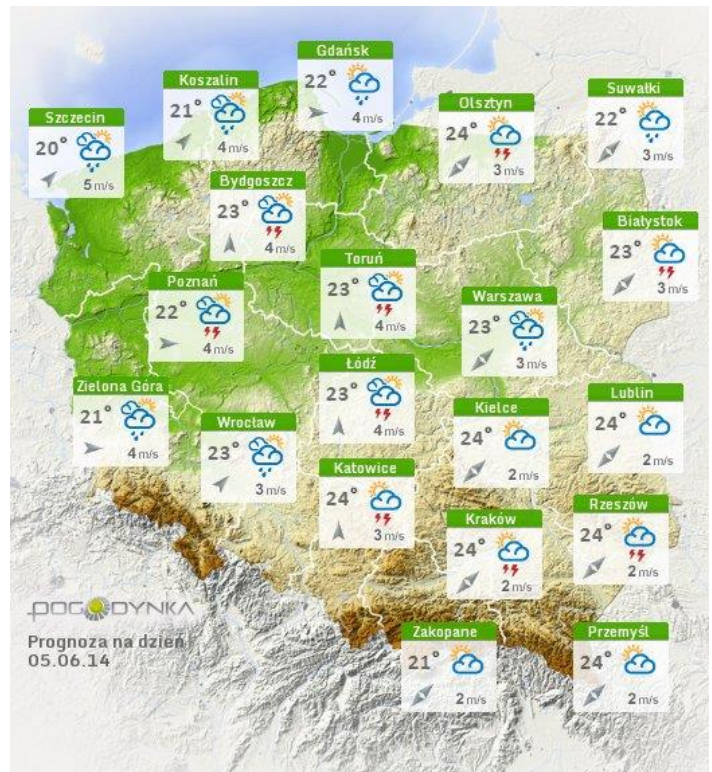 Gdańsk
22°
4 m/s
Koszalin
21°
4 m/s
Suwałki
22°
3 m/s
Olsztyn
24°
3 m/s
Szczecin
20°
5 m/s
Bydgoszcz
23°
4 m/s
Białystok
23°
3 m/s
Toruń
23°
4 m/s
Poznań
22°
4 m/s
Warszawa
23°
3 m/s
Łódź
23°
4 m/s
Zielona Góra
21°
4 m/s
Lublin
24°
2 m/s
Kielce
24°
2 m/s
Wrocław
23°
3 m/s
Katowice
24°
3 m/s
Rzeszów
24°
2 m/s
Kraków
24°
2 m/s
POGODYNKA
Prognoza na dzień
05.06.14
Zakopane
21°
2 m/s
Przemyśl
24°
2 m/s